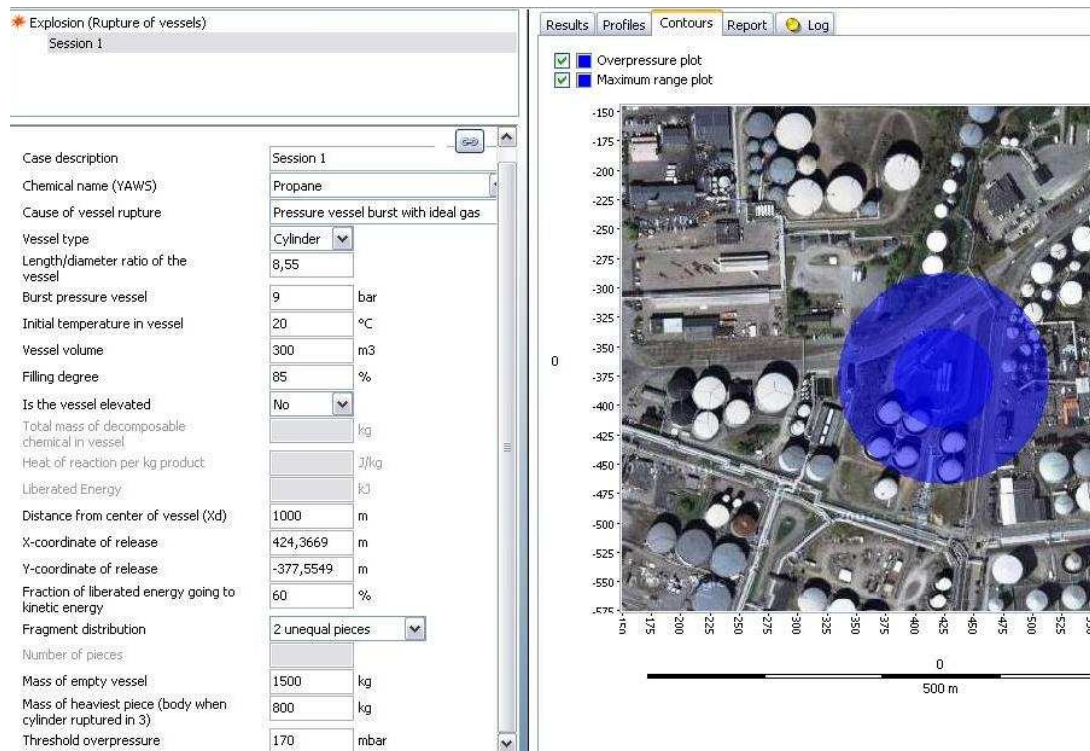 Explosion (Rupture of vessels)
Session 1
Case description Session 1
Chemical name (YAWS) Propane
Cause of vessel rupture Pressure vessel burst with ideal gas
Vessel type Cylinder
Length/diameter ratio of the
vessel 8,55
Burst pressure vessel 9 bar
Initial temperature in vessel 20 °C
Vessel volume 300 m3
Filling degree 85 %
Is the vessel elevated No
Total mass of decomposable
chemical in vessel kg
Heat of reaction per kg product J/kg
Liberated Energy kJ
Distance from center of vessel (Xd) 1000 m
X-coordinate of release 424,3669 m
Y-coordinate of release -377,5549 m
Fraction of liberated energy going to
kinetic energy 60 %
Fragment distribution 2 unequal pieces
Number of pieces
Mass of empty vessel 1500 kg
Mass of heaviest piece (body when
cylinder ruptured in 3) 800 kg
Threshold overpressure 170 mbar
Results Profiles Contours Report Log
Overpressure plot
Maximum range plot
-150
-175
-200
-225
-250
-275
-300
-325
-350
0
-375
-400
-425
-450
-475
-500
-525
-550
-575
150 175 200 225 250 275 300 325 350 375 400 425 450 475 500 525
0
500 m